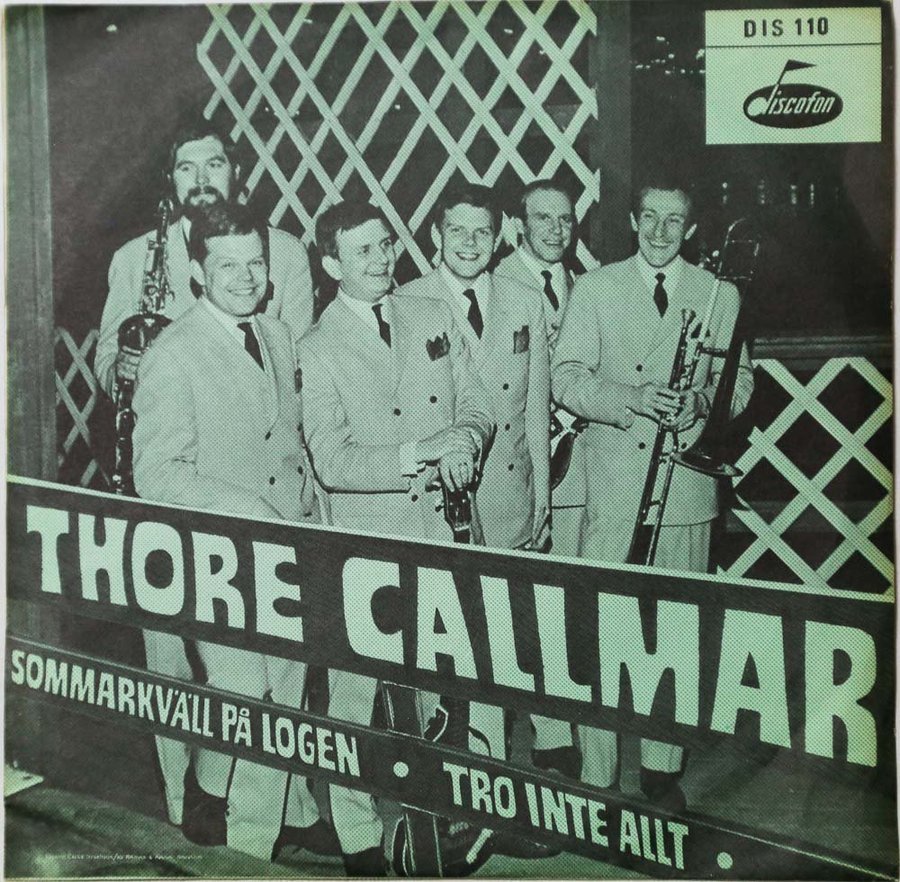 DIS 110
discofon
THORE CALLMAR
SOMMARKVÄLL PÅ LOGEN • TRO INTE ALLT •